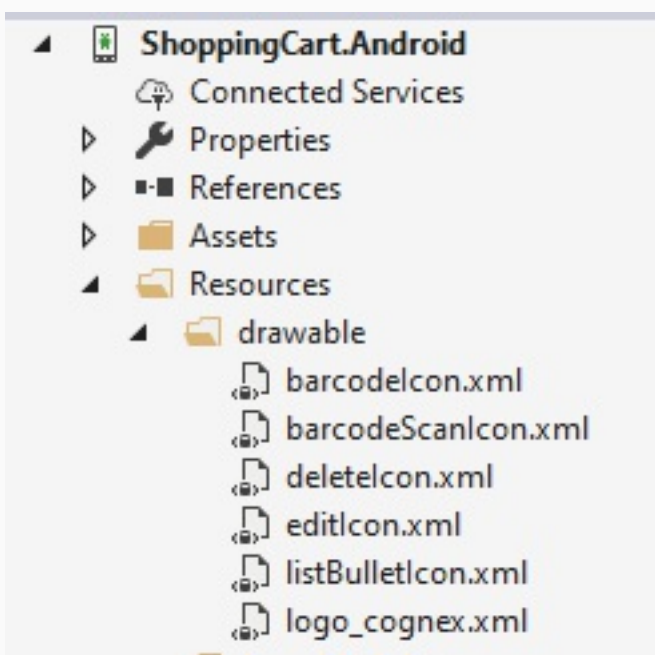 ShoppingCart.Android
Connected Services
Properties
References
Assets
Resources
drawable
barcodeIcon.xml
barcodeScanIcon.xml
deleteIcon.xml
editIcon.xml
listBulletIcon.xml
logo_cognex.xml